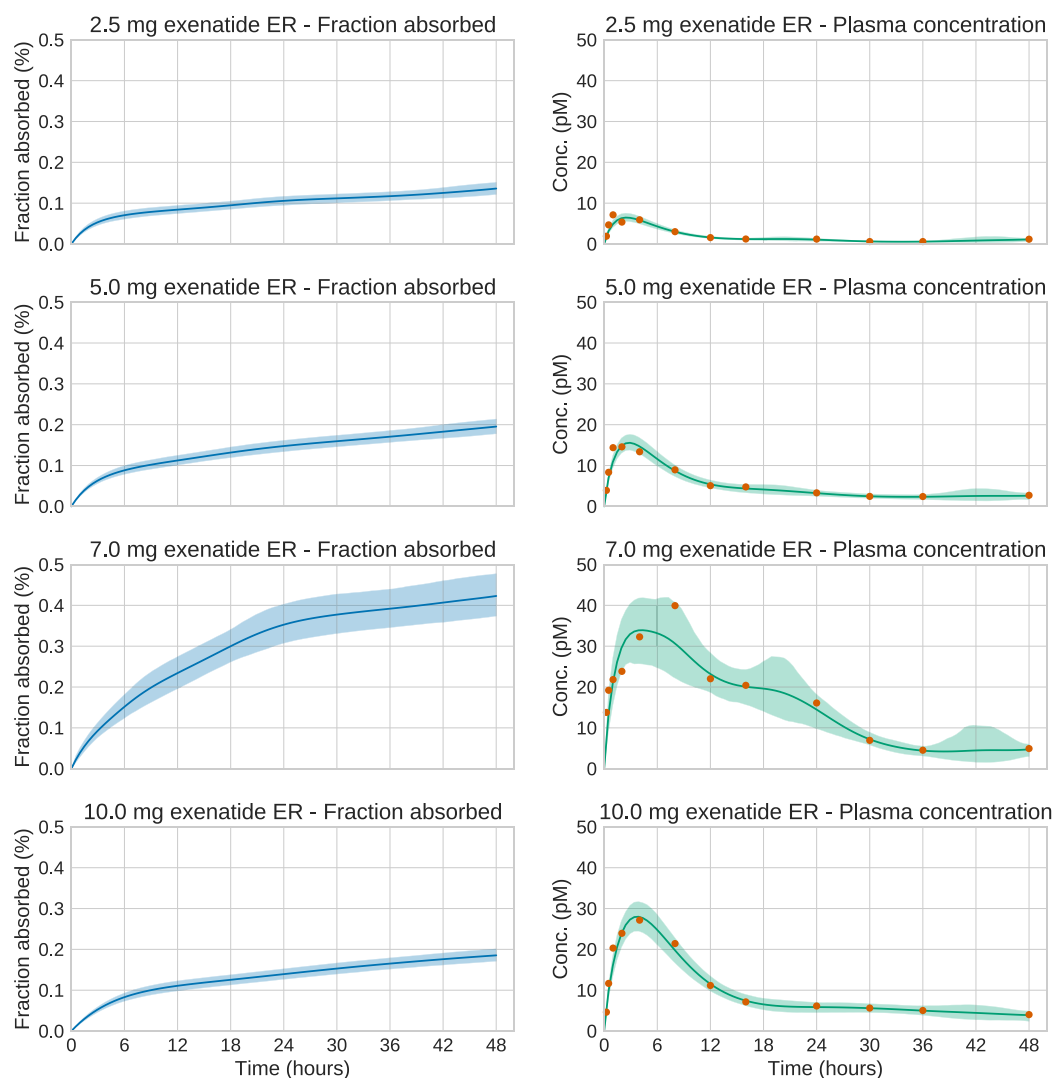 2.5 mg exenatide ER - Fraction absorbed
Fraction absorbed (%)
0.5
0.4
0.3
0.2
0.1
0.0
2.5 mg exenatide ER - Plasma concentration
Conc. (pM)
50
40
30
20
10
0
5.0 mg exenatide ER - Fraction absorbed
Fraction absorbed (%)
0.5
0.4
0.3
0.2
0.1
0.0
5.0 mg exenatide ER - Plasma concentration
Conc. (pM)
50
40
30
20
10
0
7.0 mg exenatide ER - Fraction absorbed
Fraction absorbed (%)
0.5
0.4
0.3
0.2
0.1
0.0
7.0 mg exenatide ER - Plasma concentration
Conc. (pM)
50
40
30
20
10
0
10.0 mg exenatide ER - Fraction absorbed
Fraction absorbed (%)
0.5
0.4
0.3
0.2
0.1
0.0
0 6 12 18 24 30 36 42 48
Time (hours)
10.0 mg exenatide ER - Plasma concentration
Conc. (pM)
50
40
30
20
10
0
0 6 12 18 24 30 36 42 48
Time (hours)